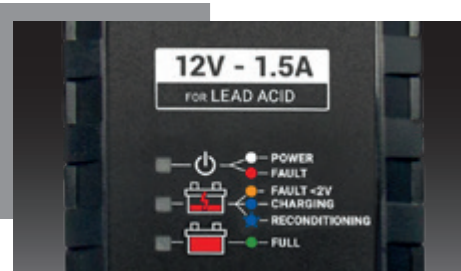 12V - 1.5A
FOR LEAD ACID
POWER
FAULT
FAULT <2V
CHARGING
RECONDITIONING
FULL